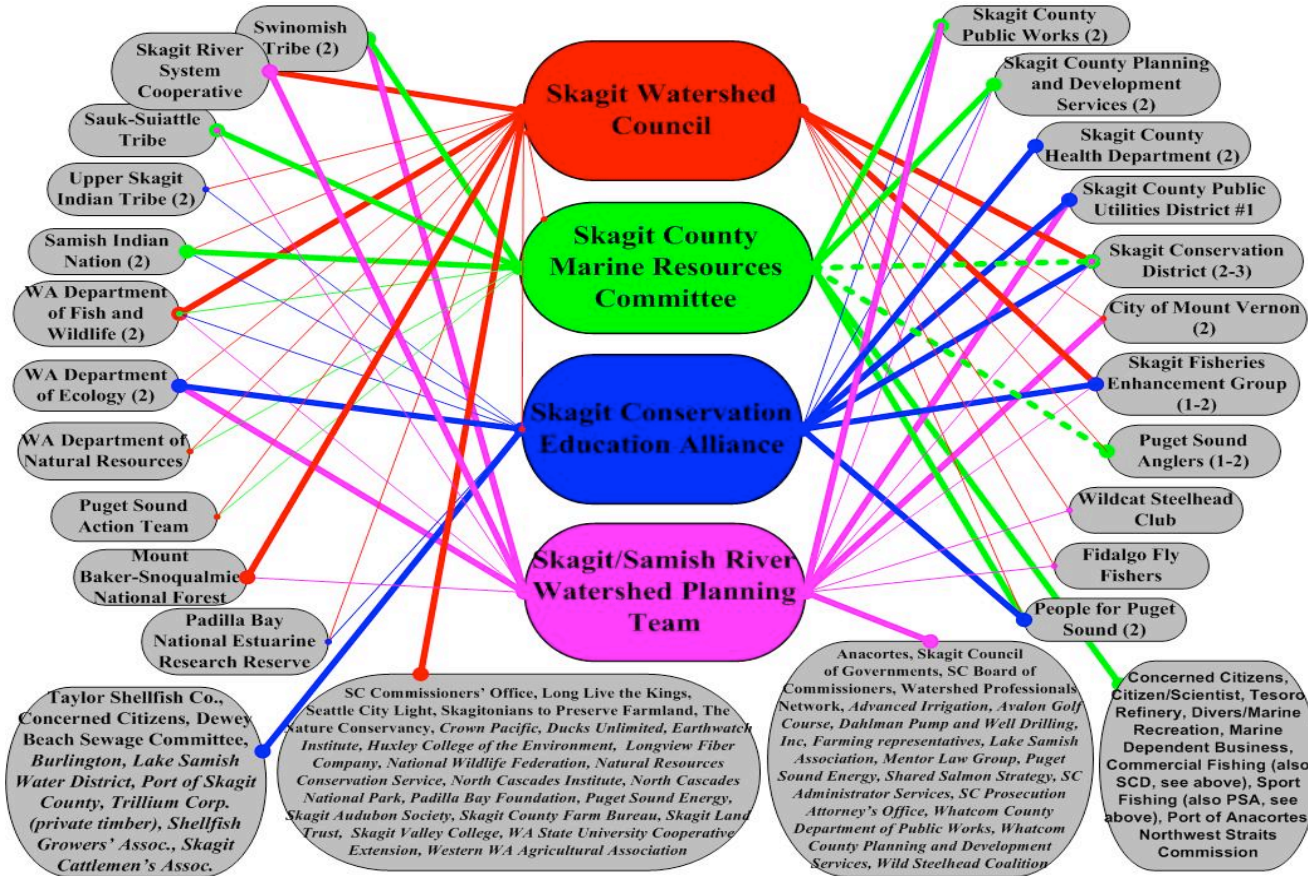 Swinomish
Tribe (2)
Skagit River
System
Cooperative
Sauk-Suiattle
Tribe
Upper Skagit
Indian Tribe (2)
Samish Indian
Nation (2)
WA Department
of Fish and
Wildlife (2)
WA Department
of Ecology (2)
WA Department of
Natural Resources
Puget Sound
Action Team
Mount
Baker-Snoqualmie
National Forest
Padilla Bay
National Estuarine
Research Reserve
Taylor Shellfish Co.,
Concerned Citizens, Dewey
Beach Sewage Committee,
Burlington, Lake Samish
Water District, Port of Skagit
County, Trillium Corp.
(private timber), Shellfish
Growers' Assoc., Skagit
Cattlemen's Assoc.
Skagit Watershed
Council
Skagit County
Marine Resources
Committee
Skagit Conservation
Education Alliance
Skagit/Samish River
Watershed Planning
Team
SC Commissioners' Office, Long Live the Kings,
Seattle City Light, Skagitonians to Preserve Farmland, The
Nature Conservancy, Crown Pacific, Ducks Unlimited, Earthwatch
Institute, Huxley College of the Environment, Longview Fiber
Company, National Wildlife Federation, Natural Resources
Conservation Service, North Cascades Institute, North Cascades
National Park, Padilla Bay Foundation, Puget Sound Energy,
Skagit Audubon Society, Skagit County Farm Bureau, Skagit Land
Trust, Skagit Valley College, WA State University Cooperative
Extension, Western WA Agricultural Association
Skagit County
Public Works (2)
Skagit County Planning
and Development
Services (2)
Skagit County
Health Department (2)
Skagit County Public
Utilities District #1
Skagit Conservation
District (2-3)
City of Mount Vernon
(2)
Skagit Fisheries
Enhancement Group
(1-2)
Puget Sound
Anglers (1-2)
Wildcat Steelhead
Club
Fidalgo Fly
Fishers
People for Puget
Sound (2)
Anacortes, Skagit Council
of Governments, SC Board of
Commissioners, Watershed Professionals
Network, Advanced Irrigation, Avalon Golf
Course, Dahlman Pump and Well Drilling,
Inc, Farming representatives, Lake Samish
Association, Mentor Law Group, Puget
Sound Energy, Shared Salmon Strategy, SC
Administrator Services, SC Prosecution
Attorney's Office, Whatcom County
Department of Public Works, Whatcom
County Planning and Development
Services, Wild Steelhead Coalition
Concerned Citizens,
Citizen/Scientist, Tesoro
Refinery, Divers/Marine
Recreation, Marine
Dependent Business,
Commercial Fishing (also
SCD, see above), Sport
Fishing (also PSA, see
above), Port of Anacortes
Northwest Straits
Commission